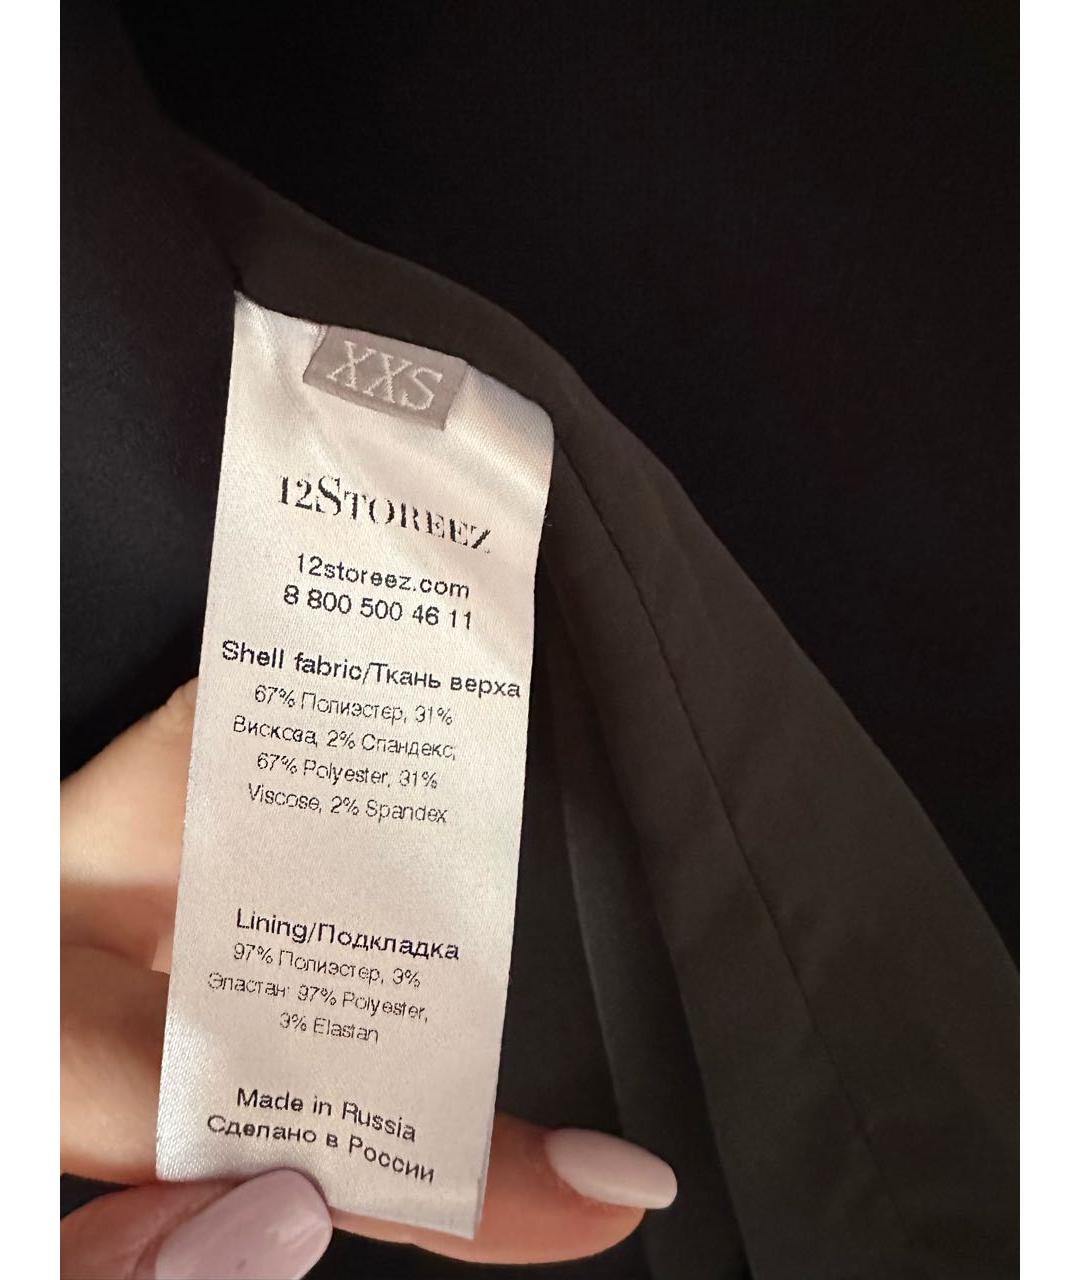 XXS
12STOREEZ
12storeez.com
8 800 500 46 11
Shell fabric/Ткань верха
67% Полиэстер, 31%
Вискоза, 2% Спандекс;
67% Polyester, 31%
Viscose, 2% Spandex
Lining/Подкладка
97% Полиэстер, 3%
Эластан; 97% Polyester,
3% Elastan
Made in Russia
Сделано в России